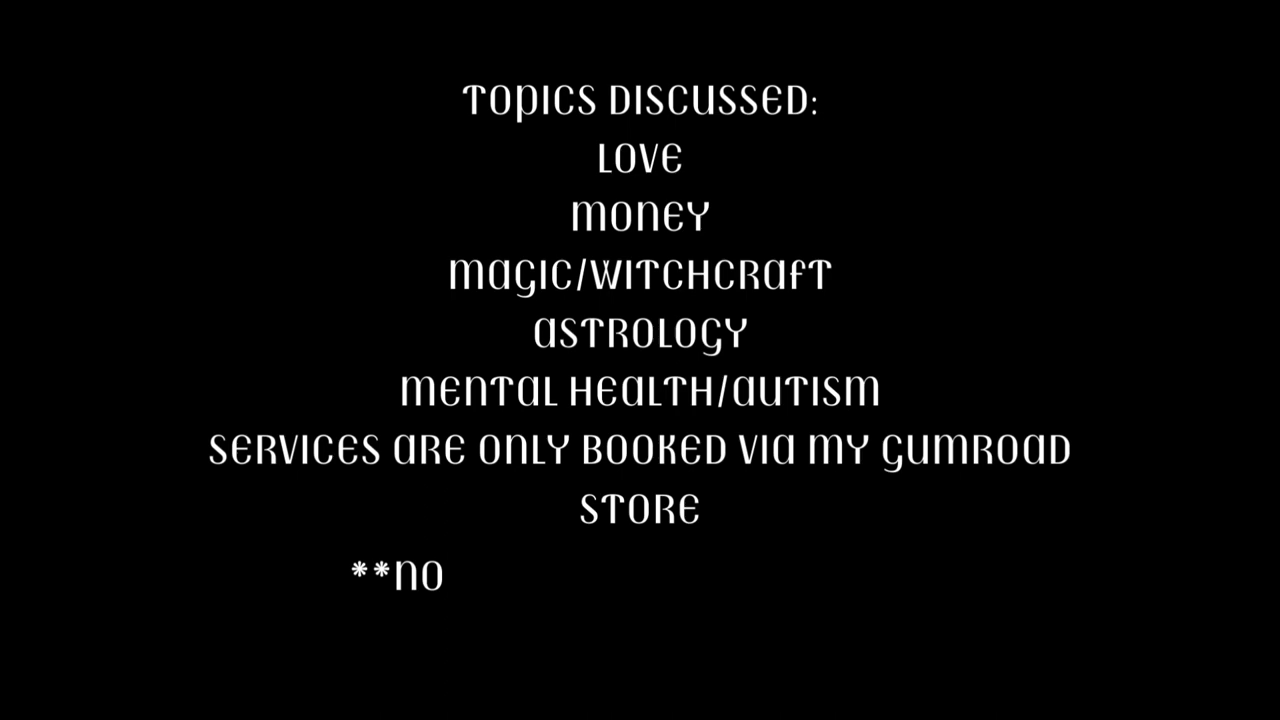 TOPICS DISCUSSED:
LOVE
MONEY
MAGIC/WITCHCRAFT
ASTROLOGY
MENTAL HEALTH/AUTISM
SERVICES ARE ONLY BOOKED VIA MY GUMROAD
STORE
**NO